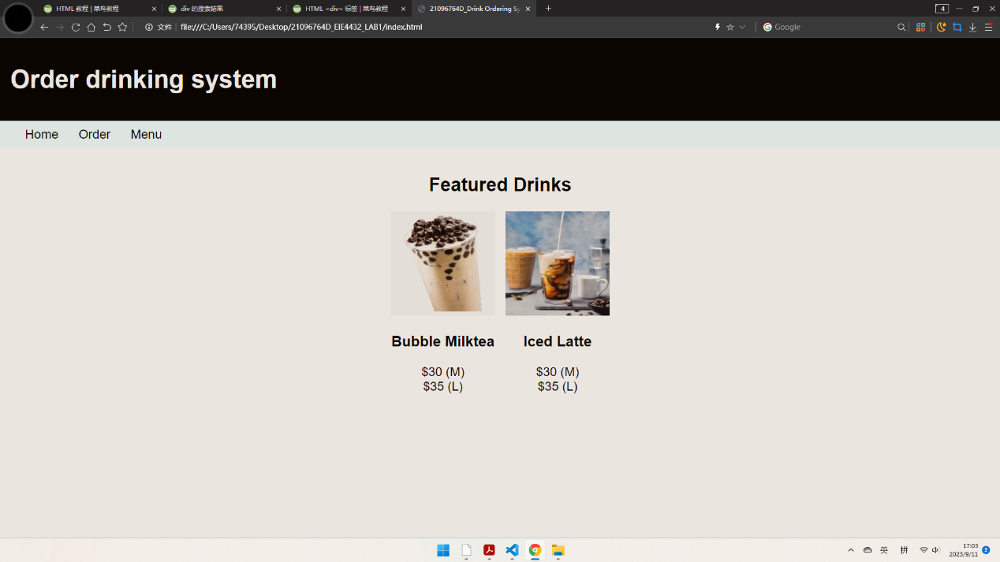 HTML 教程 | 菜鸟教程
div 的搜索结果
HTML <div> 标签 | 菜鸟教程
21096764D_Drink Ordering Sy
4
文件
file:///C:/Users/74395/Desktop/21096764D_EIE4432_LAB1/index.html
Google
Order drinking system
Home Order Menu
Featured Drinks
Bubble Milktea
$30 (M)
$35 (L)
Iced Latte
$30 (M)
$35 (L)
英
拼
17:03
2023/9/11
3